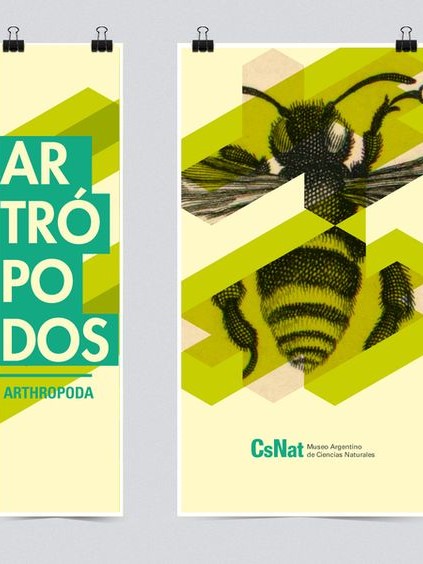 AR
TRÓ
PO
DOS
ARTHROPODA
CsNat Museo Argentino
de Ciencias Naturales